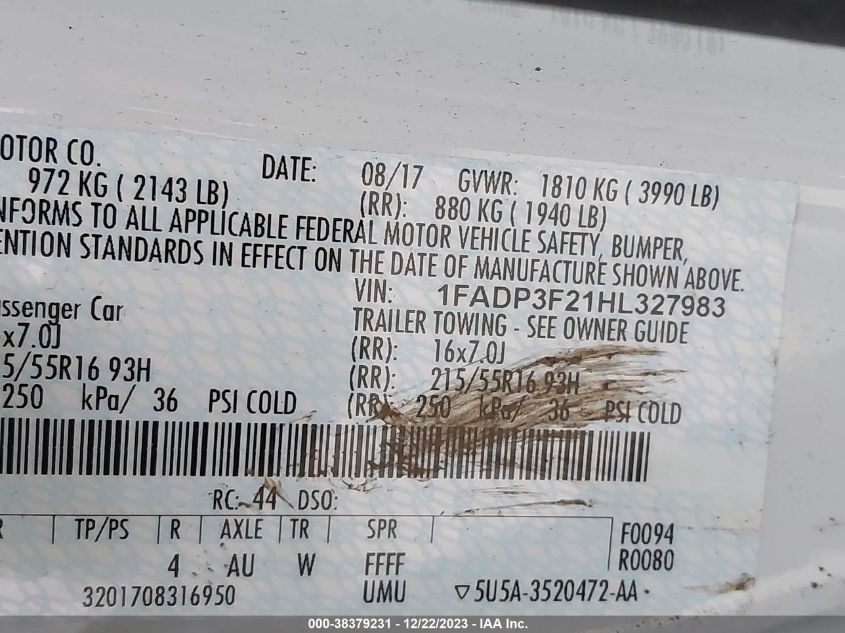 OTOR CO. DATE: 08/17 GVWR: 1810 KG ( 3990 LB)
972 KG ( 2143 LB) (RR): 880 KG ( 1940 LB)
NFORMS TO ALL APPLICABLE FEDERAL MOTOR VEHICLE SAFETY, BUMPER,
ENTION STANDARDS IN EFFECT ON THE DATE OF MANUFACTURE SHOWN ABOVE.
VIN: 1FADP3F21HL327983
assenger Car TRAILER TOWING - SEE OWNER GUIDE
x7.0J (RR): 16x7.0J
5/55R16 93H (RR): 215/55R16 93H
250 kPa/ 36 PSI COLD (RR): 250 kPa/ 36 PSI COLD
RC: 44 DSO:
R TP/PS R AXLE TR SPR F0094
4 AU W FFFF R0080
3201708316950 UMU ▽5U5A-3520472-AA·
000-38379231 - 12/22/2023 - IAA Inc.